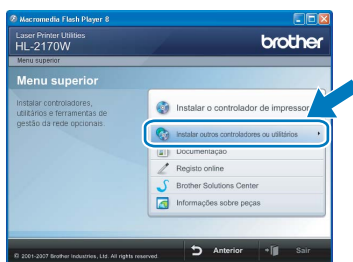 Macromedia Flash Player 8
Laser Printer Utilities
HL-2170W
brother
Menu superior
Menu superior
Instalar controladores,
utilitários e ferramentas de
gestão da rede opcionais.
Instalar o controlador de impressor
Instalar outros controladores ou utilitários
Documentação
Registo online
Brother Solutions Center
Informações sobre peças
© 2001-2007 Brother Industries, Ltd. All rights reserved
Anterior
Sair